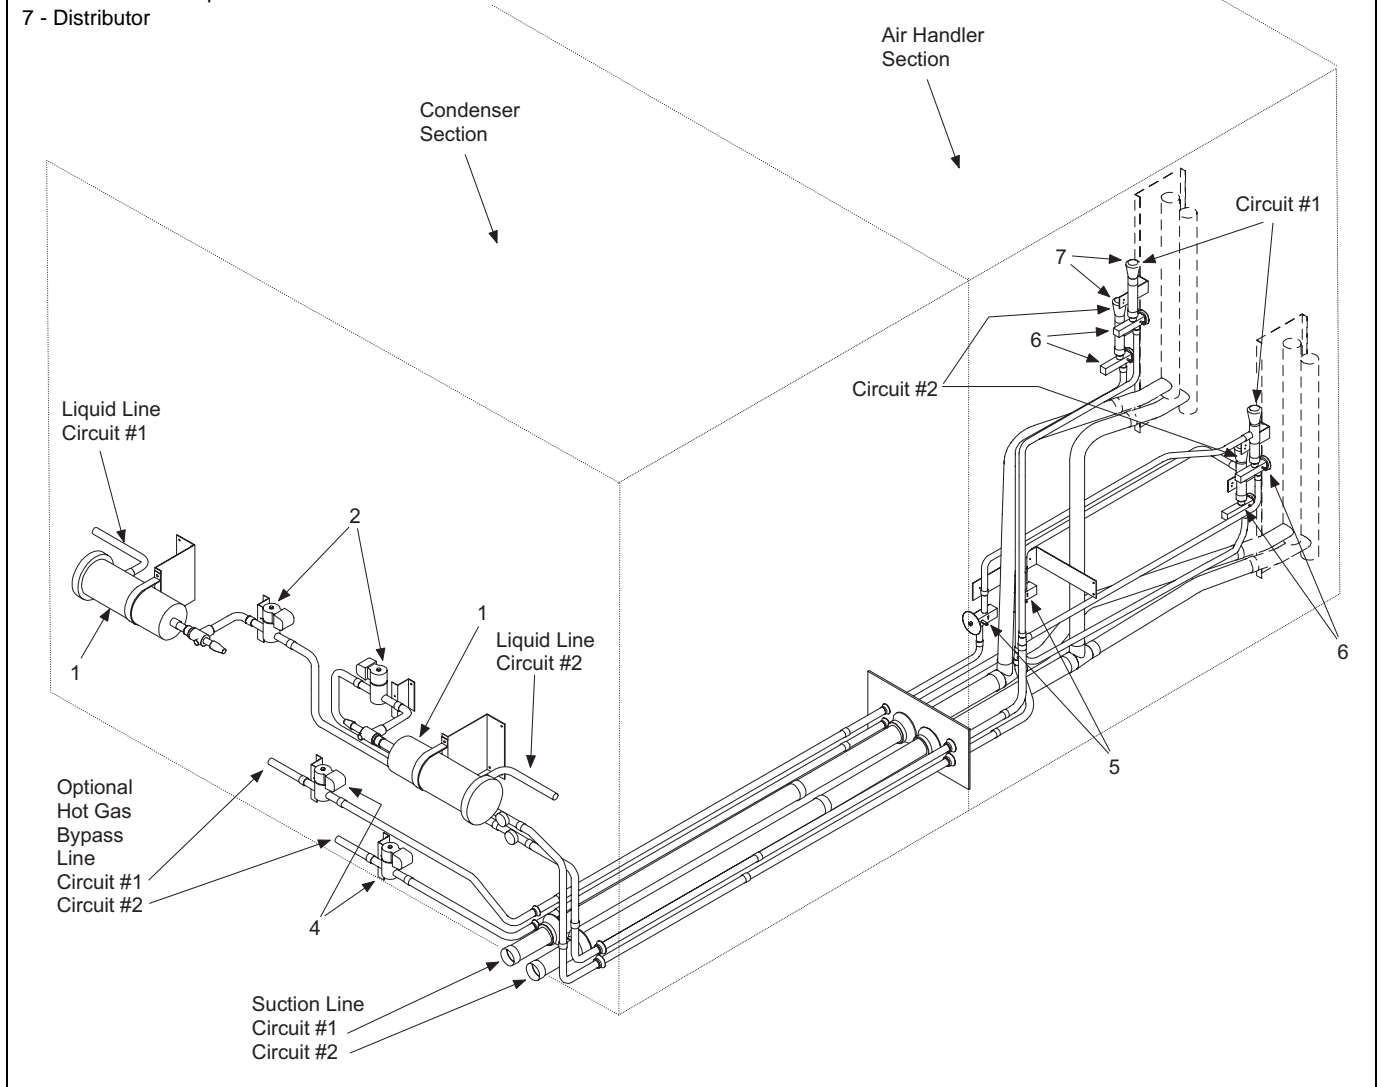 7 - Distributor
Air Handler
Section
Condenser
Section
Circuit #1
7
6
Circuit #2
Liquid Line
Circuit #1
2
1
1
Liquid Line
Circuit #2
6
5
Optional
Hot Gas
Bypass
Line
Circuit #1
Circuit #2
4
Suction Line
Circuit #1
Circuit #2